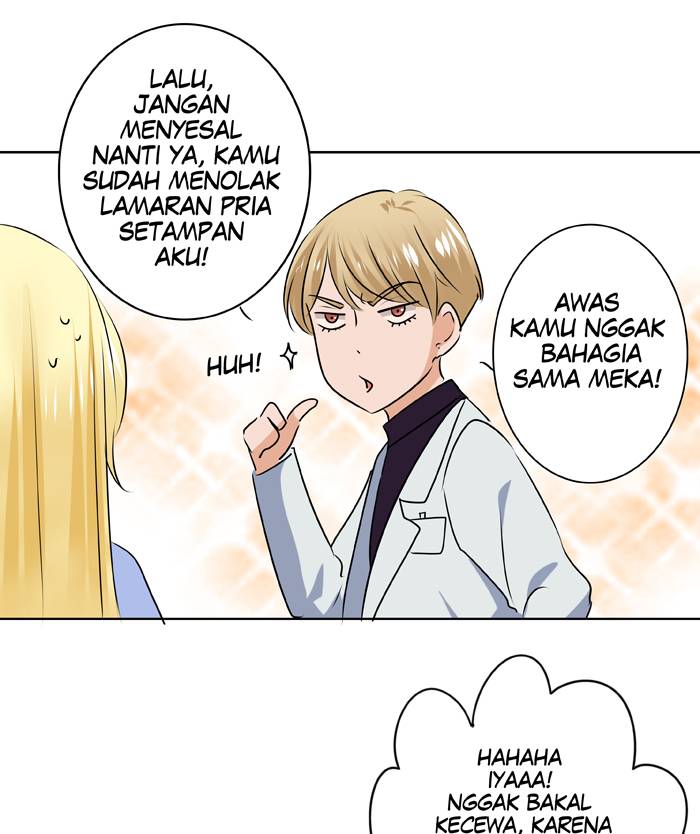 LALU,
JANGAN
MENYESAL
NANTI YA, KAMU
SUDAH MENOLAK
LAMARAN PRIA
SETAMPAN
AKU!
HUH!
AWAS
KAMU NGGAK
BAHAGIA
SAMA MEKA!
HAHAHA
IYAAA!
NGGAK BAKAL
KECEWA, KARENA